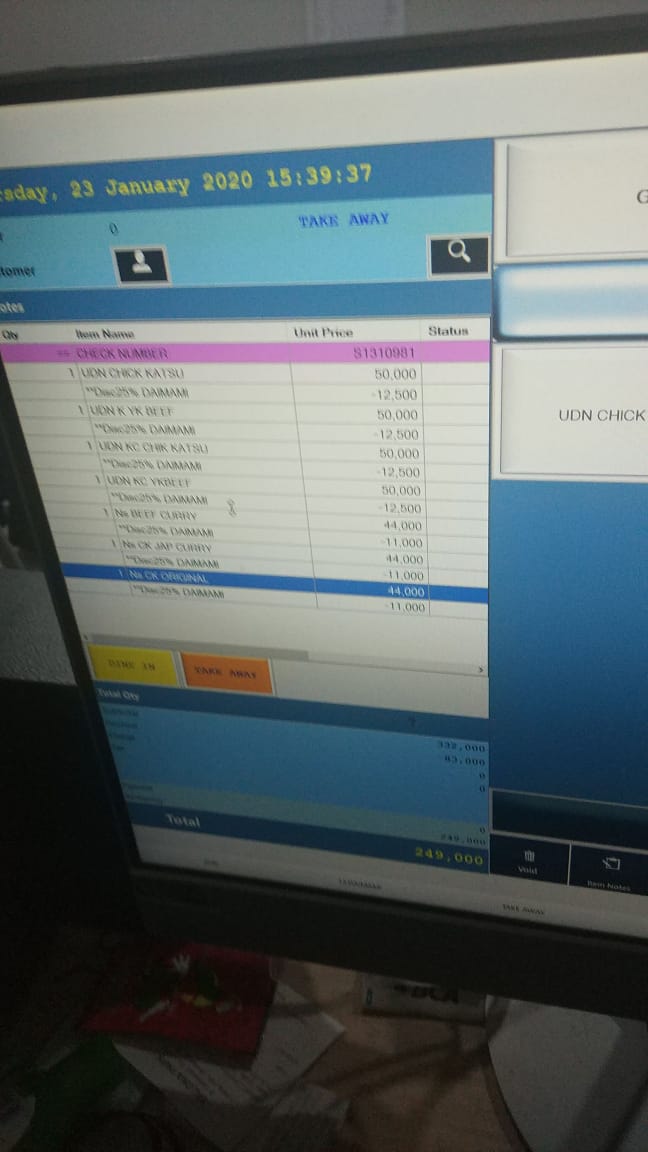 sday, 23 January 2020 15:39:37
0 TAKE AWAY
tomer
otes
Qty Item Name Unit Price Status
== CHECK NUMBER S1310981
1 UDN CHICK KATSU 50,000
**Disc25% DAIMAMI -12,500
1 UDN K YK BEEF 50,000
**Disc25% DAIMAMI -12,500
1 UDN KC CHIK KATSU 50,000
**Disc25% DAIMAMI -12,500
1 UDN KC YKBEEF 50,000
**Disc25% DAIMAMI -12,500
1 Na BEEF CURRY 44,000
**Disc25% DAIMAMI -11,000
1 Na CK JAP CURRY 44,000
**Disc25% DAIMAMI -11,000
1 Na CK ORIGINAL 44,000
**Disc25% DAIMAMI -11,000
DINE IN TAKE AWAY
Total Qty 7
332,000
83,000
0
0
0
249,000
Total 249,000
G
UDN CHICK
Void Item Notes
TAKE AWAY
BCA